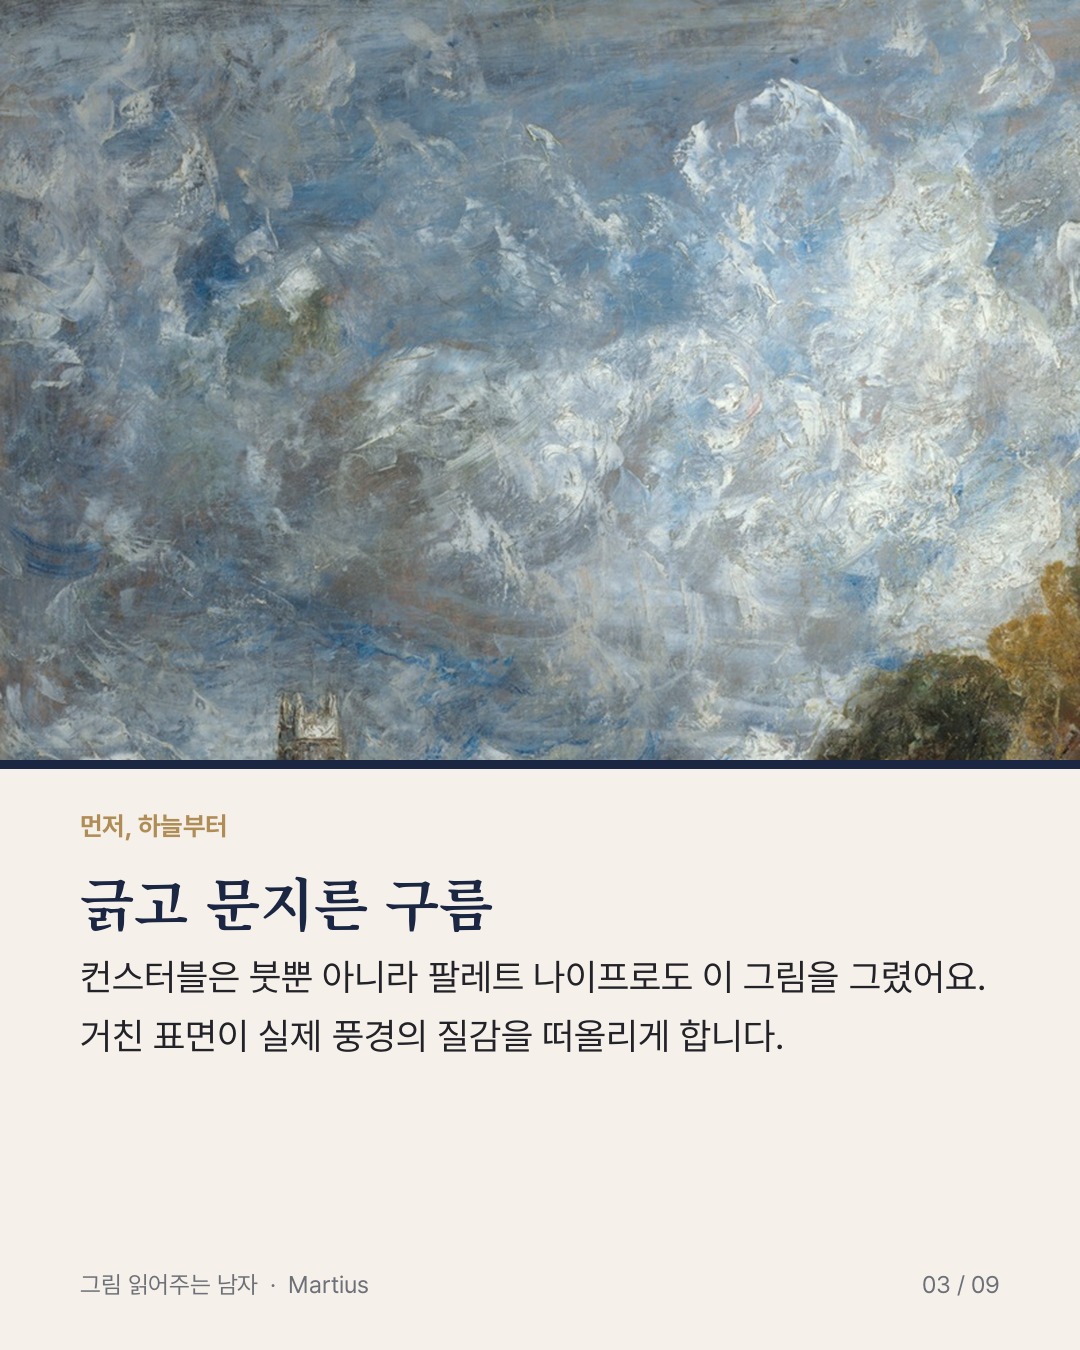 먼저, 하늘부터
긁고 문지른 구름
컨스터블은 붓뿐 아니라 팔레트 나이프로도 이 그림을 그렸어요.
거친 표면이 실제 풍경의 질감을 떠올리게 합니다.
그림 읽어주는 남자 · Martius
03 / 09